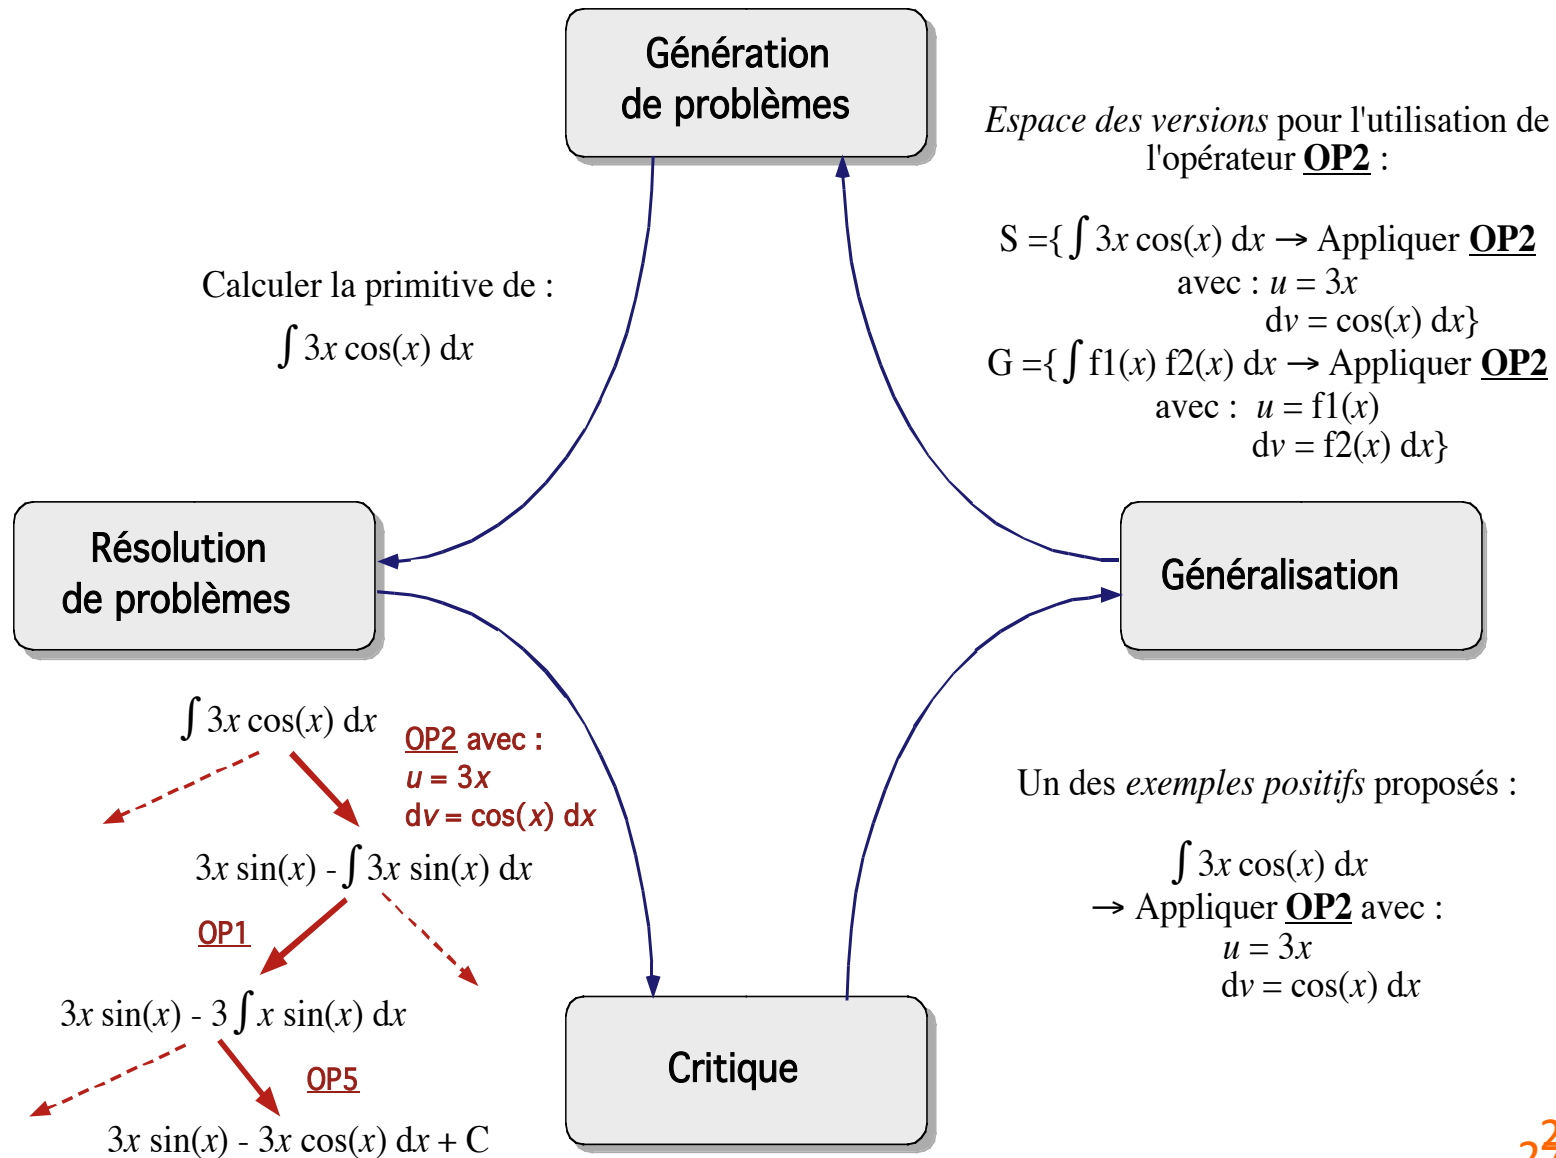 Génération
de problèmes
Espace des versions pour l'utilisation de
l'opérateur OP2 :
S ={∫ 3x cos(x) dx → Appliquer OP2
avec : u = 3x
dv = cos(x) dx}
G ={∫ f1(x) f2(x) dx → Appliquer OP2
avec : u = f1(x)
dv = f2(x) dx}
Calculer la primitive de :
∫ 3x cos(x) dx
Résolution
de problèmes
Généralisation
∫ 3x cos(x) dx
OP2 avec :
u = 3x
dv = cos(x) dx
3x sin(x) - ∫ 3x sin(x) dx
OP1
3x sin(x) - 3 ∫ x sin(x) dx
OP5
3x sin(x) - 3x cos(x) dx + C
Un des exemples positifs proposés :
∫ 3x cos(x) dx
→ Appliquer OP2 avec :
u = 3x
dv = cos(x) dx
Critique